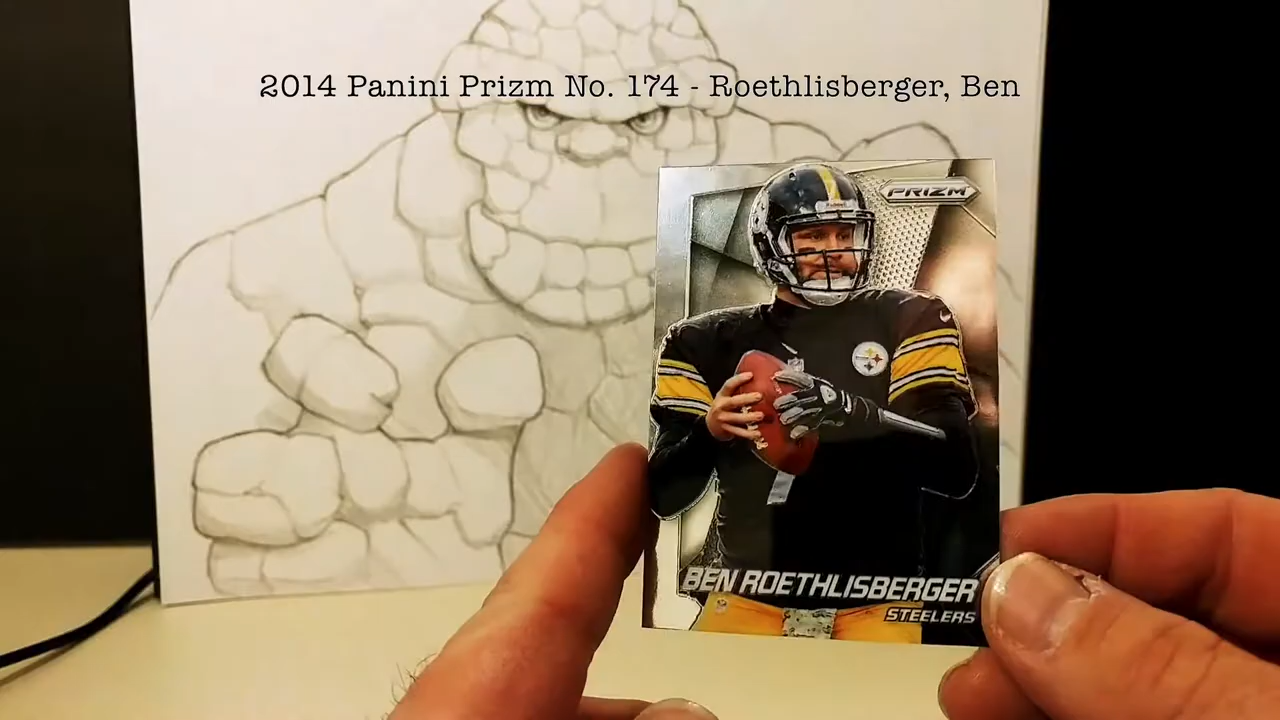 2014 Panini Prizm No. 174 - Roethlisberger, Ben
PRIZM
BEN ROETHLISBERGER
STEELERS